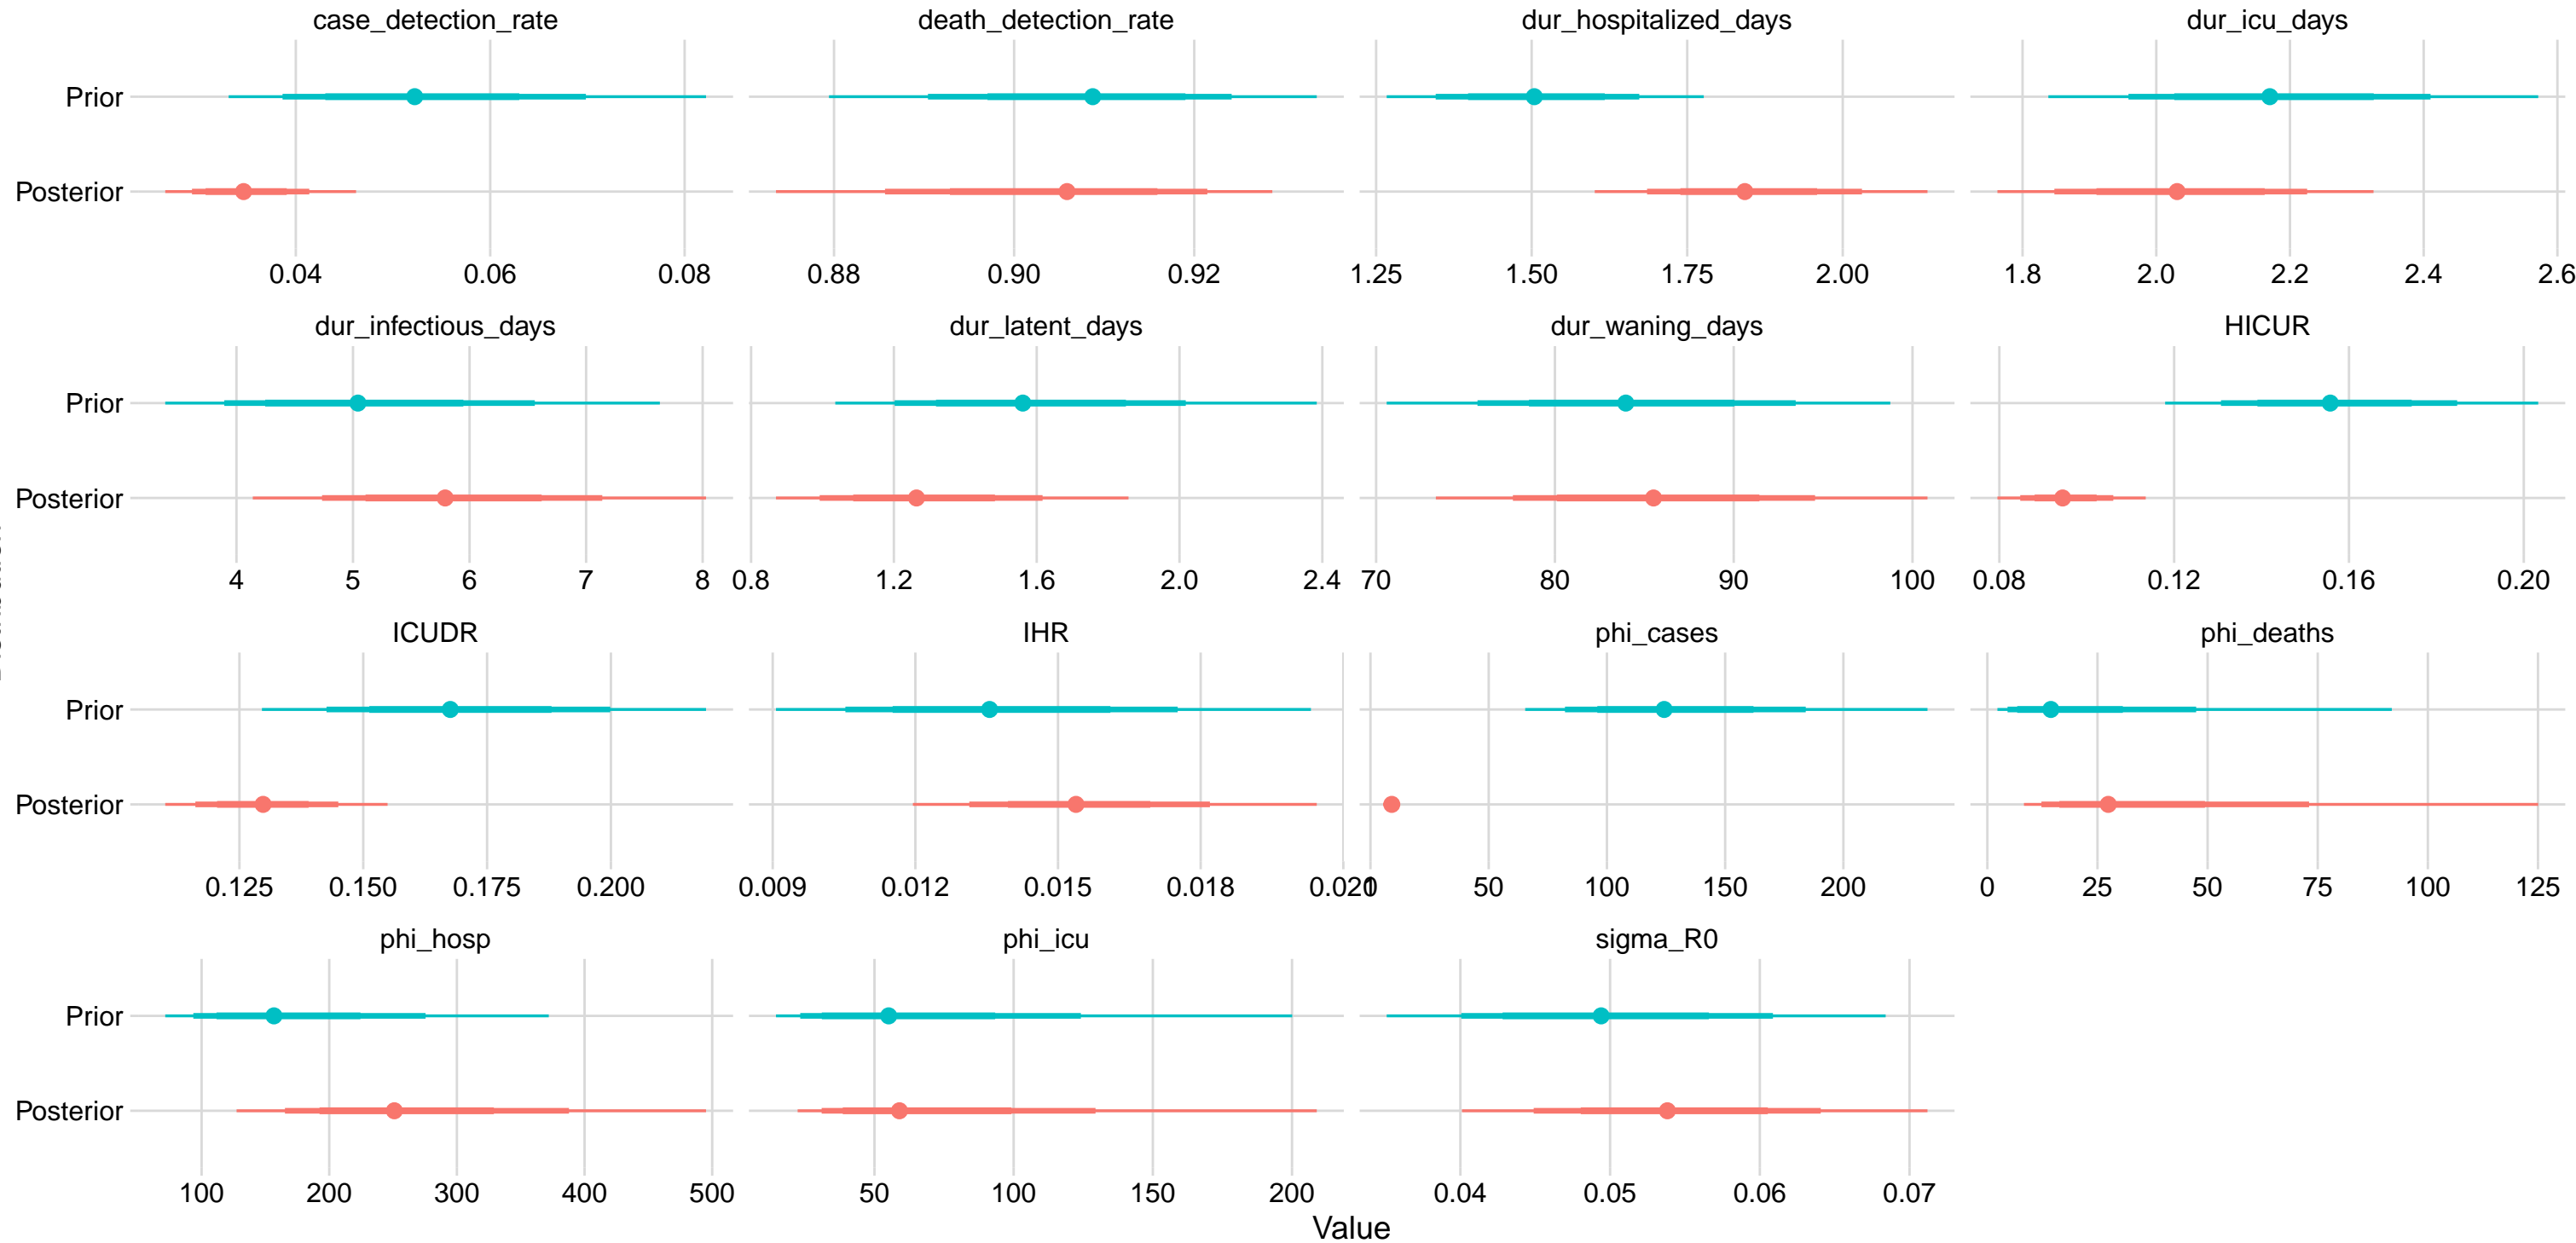 case_detection_rate death_detection_rate dur_hospitalized_days dur_icu_days
Prior
Posterior
0.04 0.06 0.08 0.88 0.90 0.92 1.25 1.50 1.75 2.00 1.8 2.0 2.2 2.4 2.6
dur_infectious_days dur_latent_days dur_waning_days HICUR
Prior
Posterior
4 5 6 7 8 0.8 1.2 1.6 2.0 2.4 70 80 90 100 0.08 0.12 0.16 0.20
ICUDR IHR phi_cases phi_deaths
Prior
Posterior
0.125 0.150 0.175 0.200 0.009 0.012 0.015 0.018 50 100 150 200 0 25 50 75 100 125
phi_hosp phi_icu sigma_R0
Prior
Posterior
100 200 300 400 500 50 100 150 200 0.04 0.05 0.06 0.07
Value